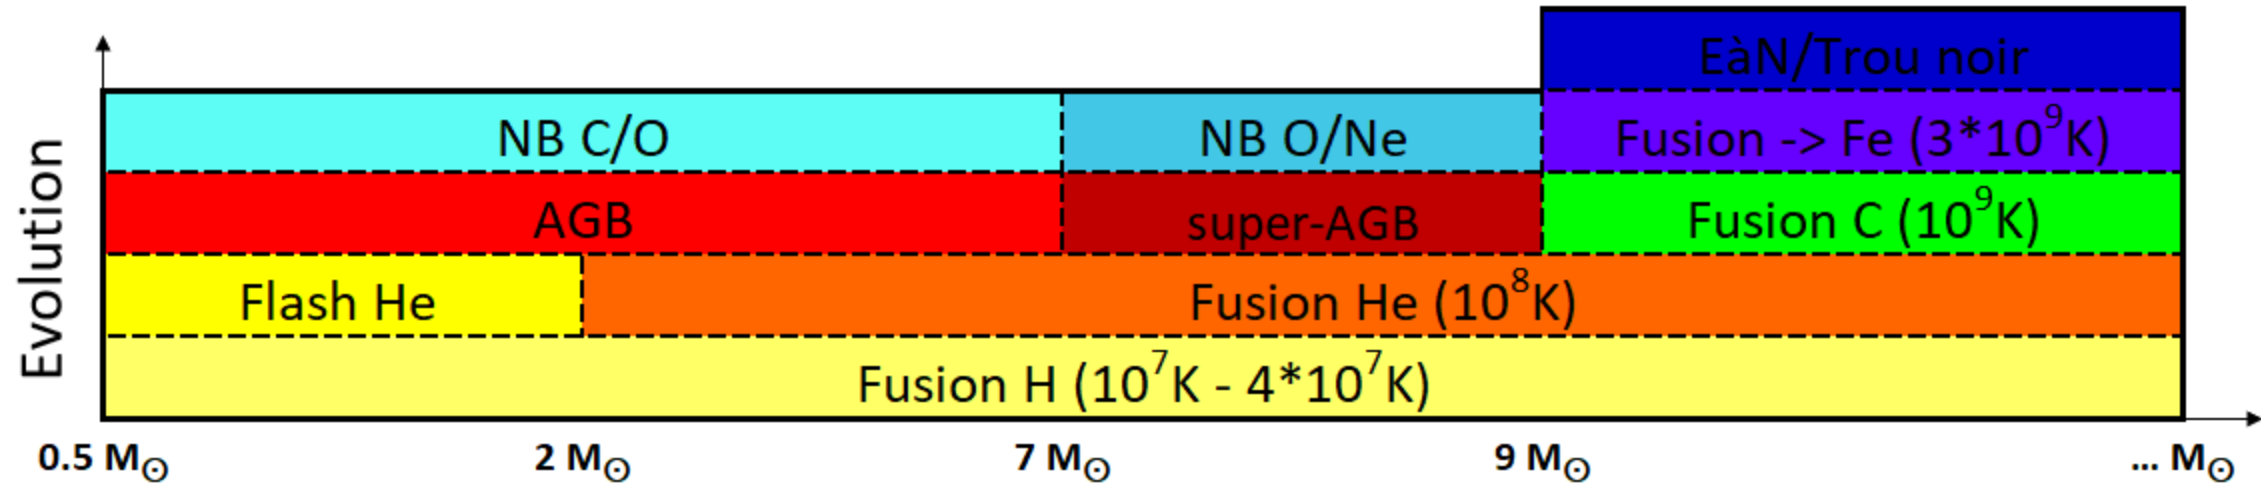 EàN/Trou noir
NB C/O
NB O/Ne
Fusion -> Fe (3*10⁹K)
AGB
super-AGB
Fusion C (10⁹K)
Flash He
Fusion He (10⁸K)
Fusion H (10⁷K - 4*10⁷K)
Evolution
0.5 M☉
2 M☉
7 M☉
9 M☉
... M☉